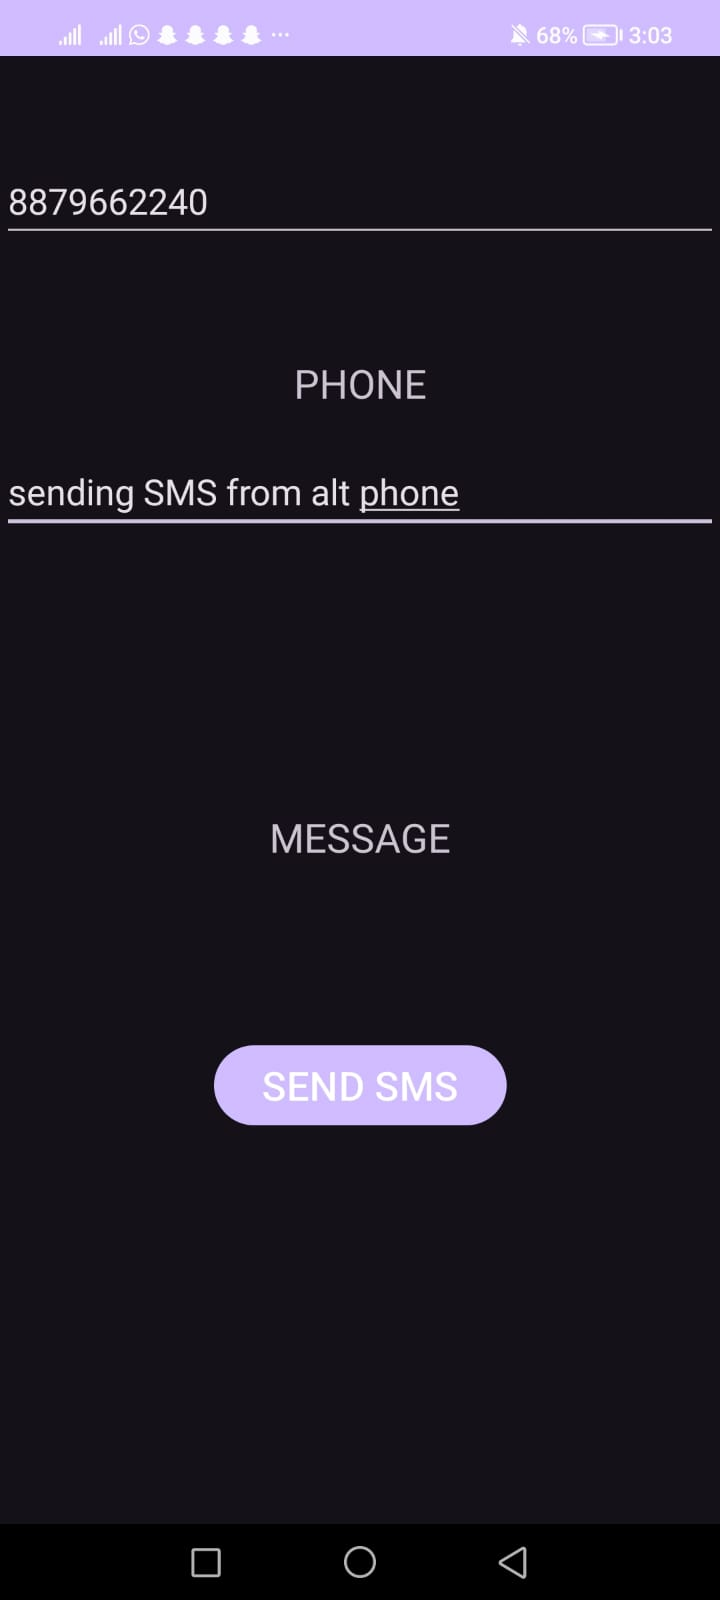 68% 3:03
8879662240
PHONE
sending SMS from alt phone
MESSAGE
SEND SMS